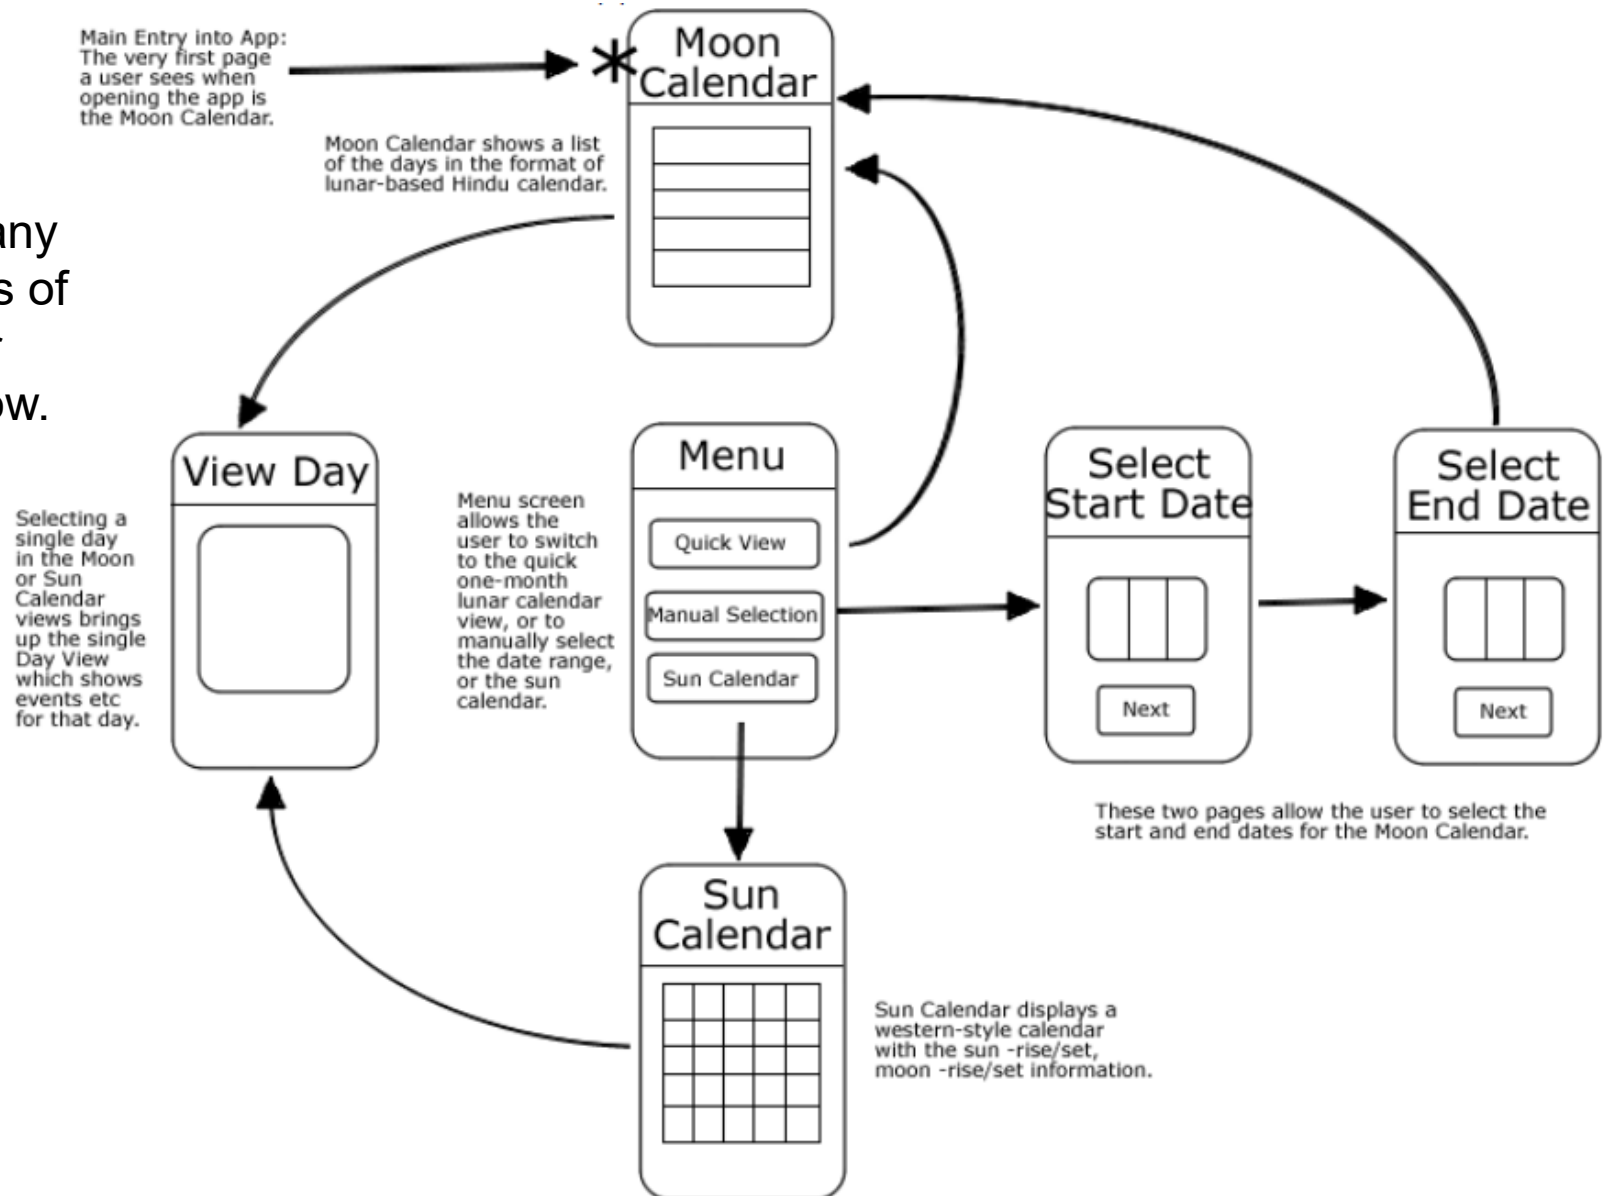 Main Entry into App:
The very first page
a user sees when
opening the app is
the Moon Calendar.
*
Moon
Calendar
Moon Calendar shows a list
of the days in the format of
lunar-based Hindu calendar.
any
s of
ow.
View Day
Selecting a
single day
in the Moon
or Sun
Calendar
views brings
up the single
Day View
which shows
events etc
for that day.
Menu screen
allows the
user to switch
to the quick
one-month
lunar calendar
view, or to
manually select
the date range,
or the sun
calendar.
Menu
Quick View
Manual Selection
Sun Calendar
Select
Start Date
Next
Select
End Date
Next
These two pages allow the user to select the
start and end dates for the Moon Calendar.
Sun
Calendar
Sun Calendar displays a
western-style calendar
with the sun -rise/set,
moon -rise/set information.